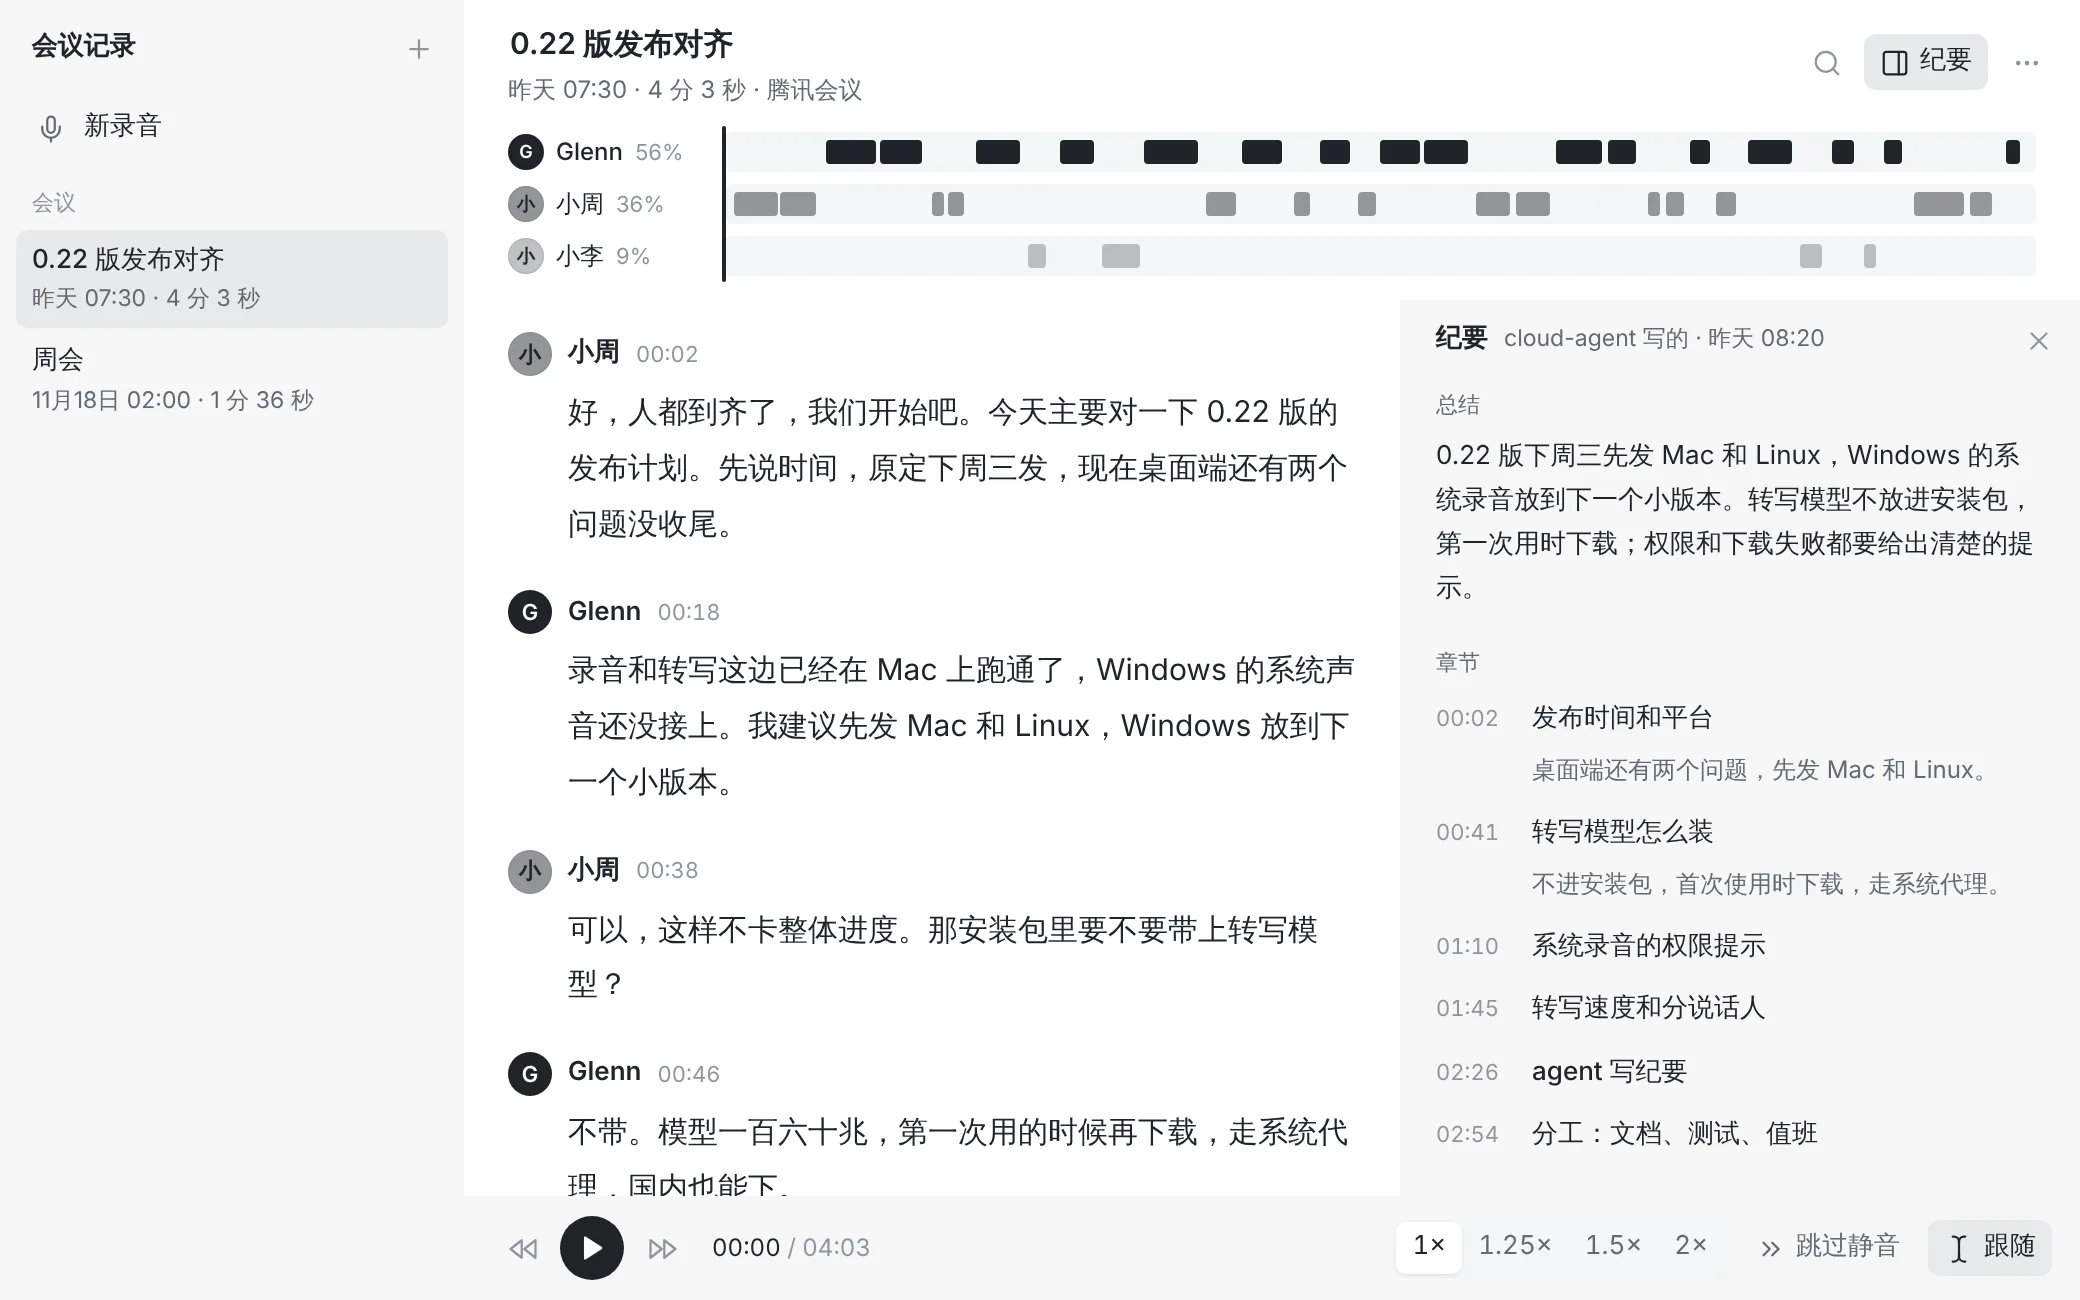 会议记录
新录音
会议
0.22 版发布对齐
昨天 07:30 · 4 分 3 秒
周会
11月18日 02:00 · 1 分 36 秒
0.22 版发布对齐
昨天 07:30 · 4 分 3 秒 · 腾讯会议
纪要
G Glenn 56%
小 小周 36%
小 小李 9%
小 小周 00:02
好，人都到齐了，我们开始吧。今天主要对一下 0.22 版的
发布计划。先说时间，原定下周三发，现在桌面端还有两个
问题没收尾。
G Glenn 00:18
录音和转写这边已经在 Mac 上跑通了，Windows 的系统声
音还没接上。我建议先发 Mac 和 Linux，Windows 放到下
一个小版本。
小 小周 00:38
可以，这样不卡整体进度。那安装包里要不要带上转写模
型？
G Glenn 00:46
不带。模型一百六十兆，第一次用的时候再下载，走系统代
理，国内也能下。
纪要 cloud-agent 写的 · 昨天 08:20
总结
0.22 版下周三先发 Mac 和 Linux，Windows 的系
统录音放到下一个小版本。转写模型不放进安装包，
第一次用时下载；权限和下载失败都要给出清楚的提
示。
章节
00:02 发布时间和平台
桌面端还有两个问题，先发 Mac 和 Linux。
00:41 转写模型怎么装
不进安装包，首次使用时下载，走系统代理。
01:10 系统录音的权限提示
01:45 转写速度和分说话人
02:26 agent 写纪要
02:54 分工：文档、测试、值班
00:00 / 04:03
1× 1.25× 1.5× 2× 跳过静音 跟随